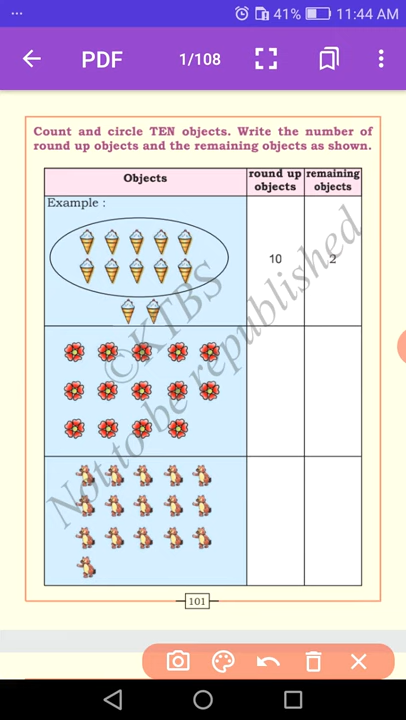 41% 11:44 AM
PDF 1/108
Count and circle TEN objects. Write the number of
round up objects and the remaining objects as shown.
Objects
round up
objects
remaining
objects
Example :
10
2
©KTBS
Not to be republished
101